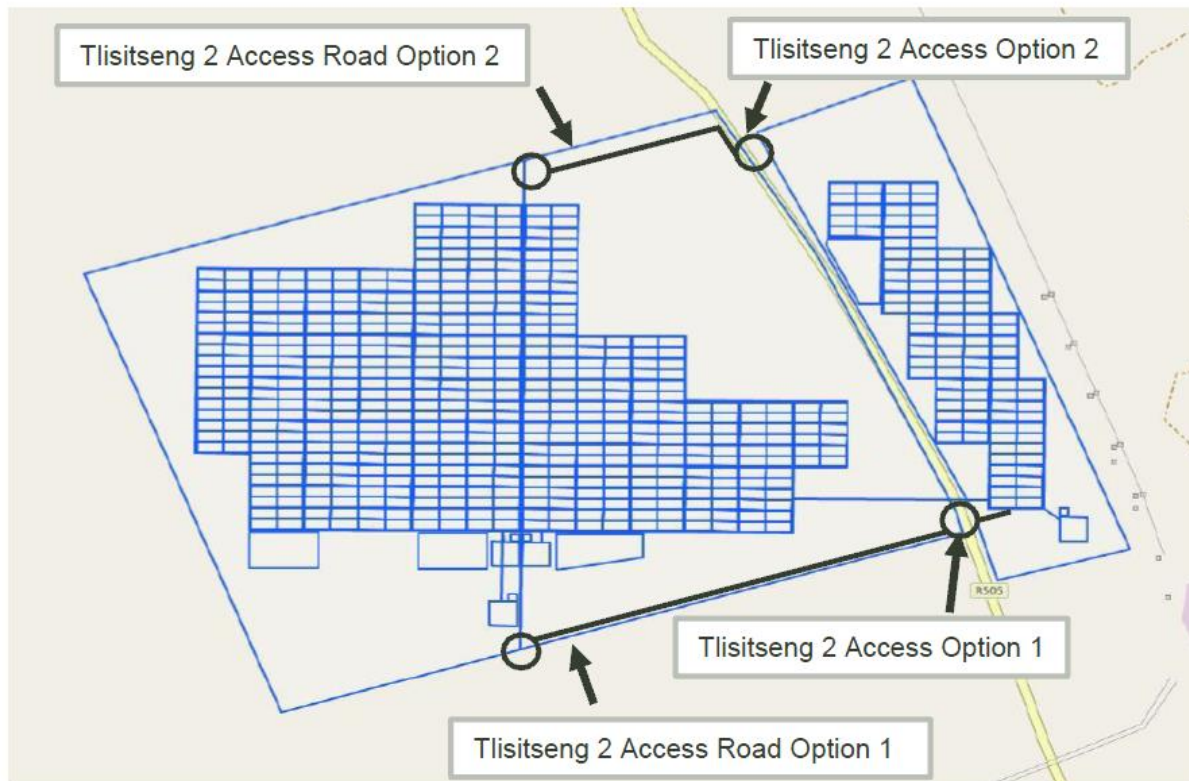 Tlisitseng 2 Access Road Option 2
Tlisitseng 2 Access Option 2
R505
Tlisitseng 2 Access Option 1
Tlisitseng 2 Access Road Option 1